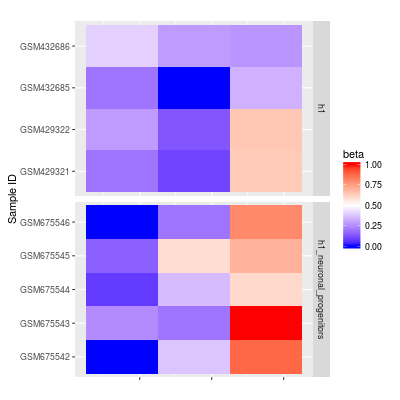 GSM432686
GSM432685
GSM429322
GSM429321
h1
GSM675546
GSM675545
GSM675544
GSM675543
GSM675542
h1_neuronal_progenitors
Sample ID
beta
1.00
0.75
0.50
0.25
0.00